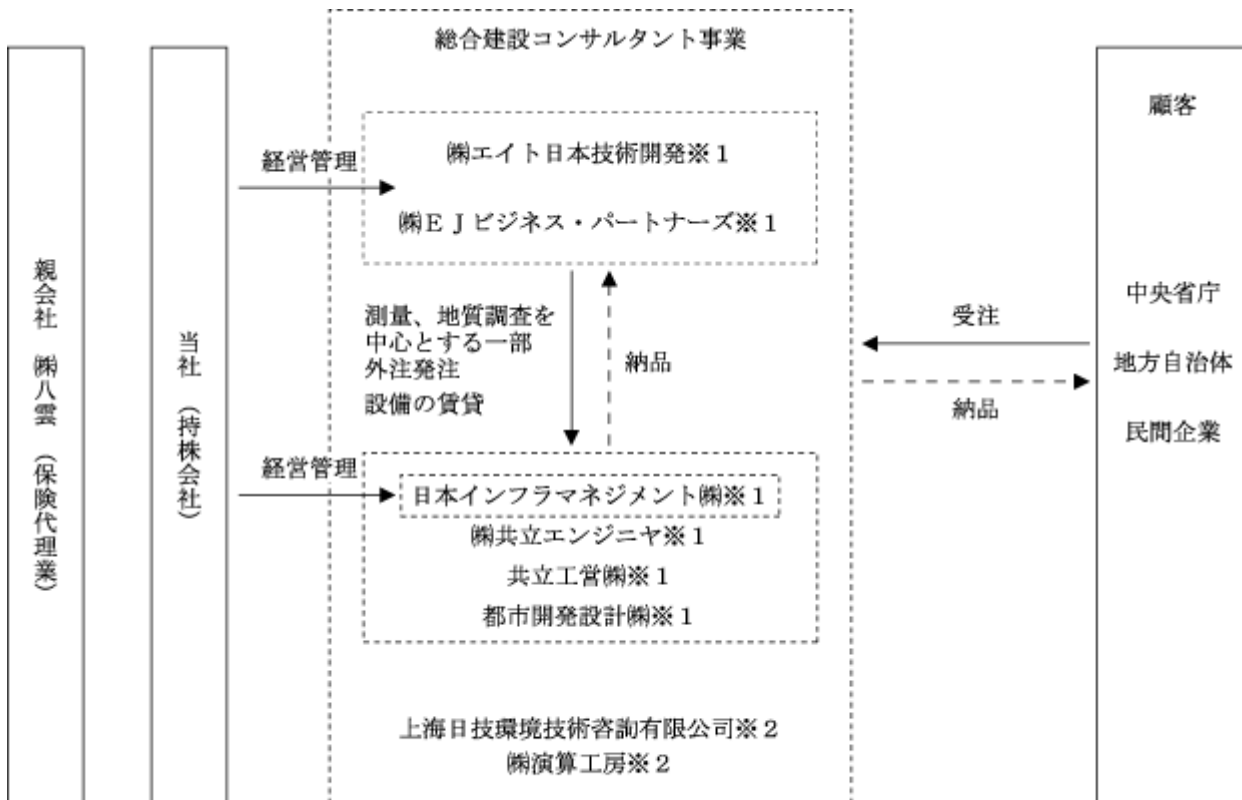 親会社 ㈱八雲 (保険代理業)
当社 (持株会社)
総合建設コンサルタント事業
経営管理
㈱エイト日本技術開発※1
㈱EJビジネス・パートナーズ※1
測量、地質調査を
中心とする一部
外注発注
設備の賃貸
納品
経営管理
日本インフラマネジメント㈱※1
㈱共立エンジニヤ※1
共立工営㈱※1
都市開発設計㈱※1
上海日技環境技術咨詢有限公司※2
㈱演算工房※2
受注
納品
顧客
中央省庁
地方自治体
民間企業